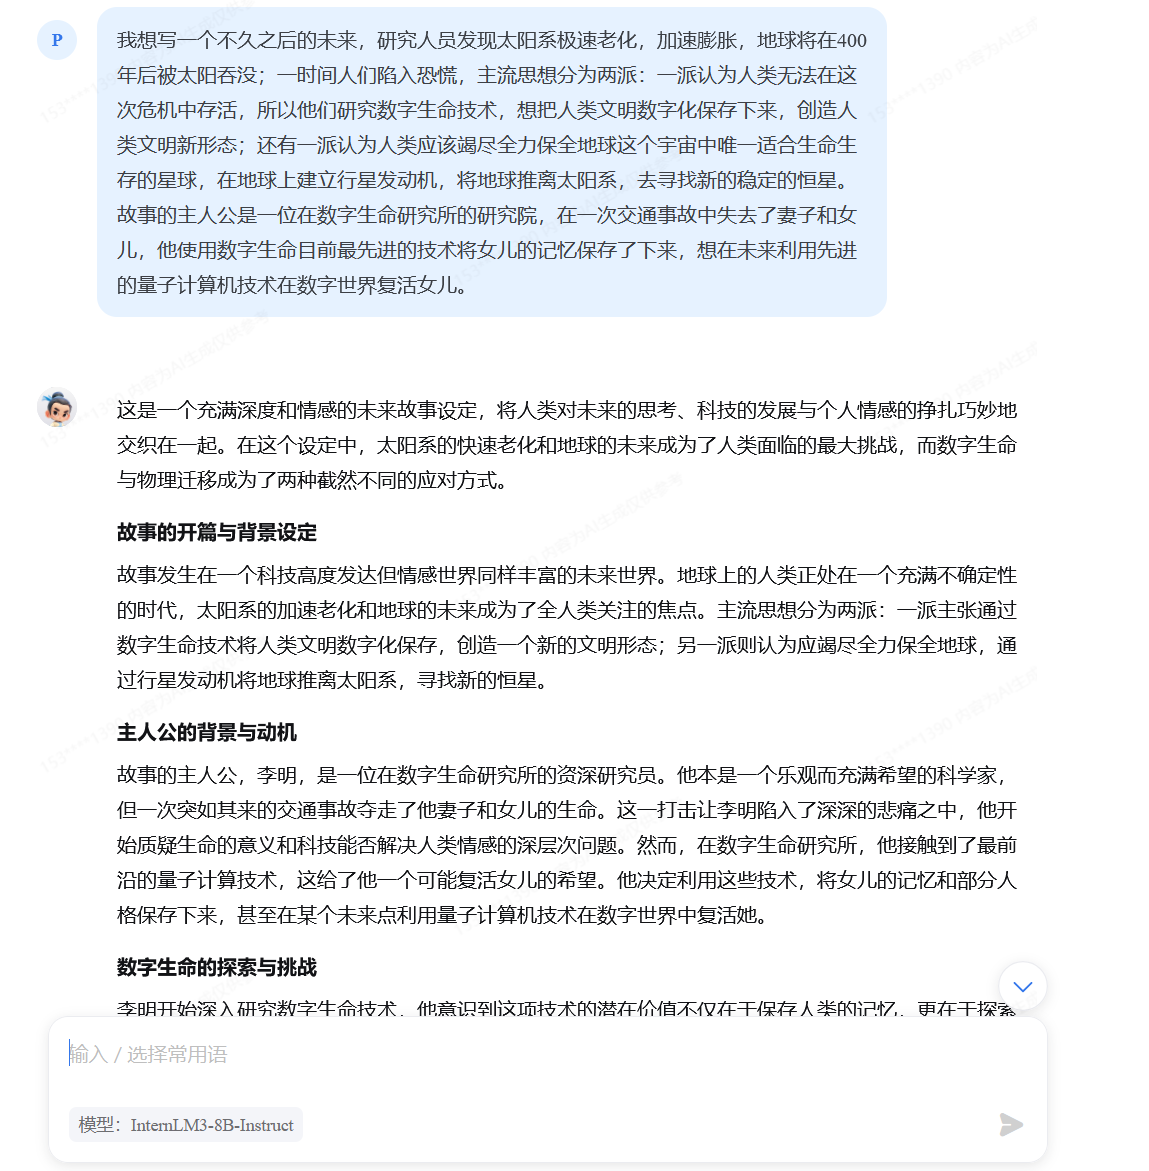 P
我想写一个不久之后的未来，研究人员发现太阳系极速老化，加速膨胀，地球将在400
年后被太阳吞没；一时间人们陷入恐慌，主流思想分为两派：一派认为人类无法在这
次危机中存活，所以他们研究数字生命技术，想把人类文明数字化保存下来，创造人
类文明新形态；还有一派认为人类应该竭尽全力保全地球这个宇宙中唯一适合生命生
存的星球，在地球上建立行星发动机，将地球推离太阳系，去寻找新的稳定的恒星。
故事的主人公是一位在数字生命研究所的研究院，在一次交通事故中失去了妻子和女
儿，他使用数字生命目前最先进的技术将女儿的记忆保存了下来，想在未来利用先进
的量子计算机技术在数字世界复活女儿。
这是一个充满深度和情感的未来故事设定，将人类对未来的思考、科技的发展与个人情感的挣扎巧妙地
交织在一起。在这个设定中，太阳系的快速老化和地球的未来成为了人类面临的最大挑战，而数字生命
与物理迁移成为了两种截然不同的应对方式。
故事的开篇与背景设定
故事发生在一个科技高度发达但情感世界同样丰富的未来世界。地球上的人类正处在一个充满不确定性
的时代，太阳系的加速老化和地球的未来成为了全人类关注的焦点。主流思想分为两派：一派主张通过
数字生命技术将人类文明数字化保存，创造一个新的文明形态；另一派则认为应竭尽全力保全地球，通
过行星发动机将地球推离太阳系，寻找新的恒星。
主人公的背景与动机
故事的主人公，李明，是一位在数字生命研究所的资深研究员。他本是一个乐观而充满希望的科学家，
但一次突如其来的交通事故夺走了他妻子和女儿的生命。这一打击让李明陷入了深深的悲痛之中，他开
始质疑生命的意义和科技能否解决人类情感的深层次问题。然而，在数字生命研究所，他接触到了最前
沿的量子计算技术，这给了他一个可能复活女儿的希望。他决定利用这些技术，将女儿的记忆和部分人
格保存下来，甚至在某个未来点利用量子计算机技术在数字世界中复活她。
数字生命的探索与挑战
李明开始深入研究数字生命技术，他意识到这项技术的潜在价值不仅在于保存人类的记忆，更在于探索
输入 / 选择常用语
模型：InternLM3-8B-Instruct